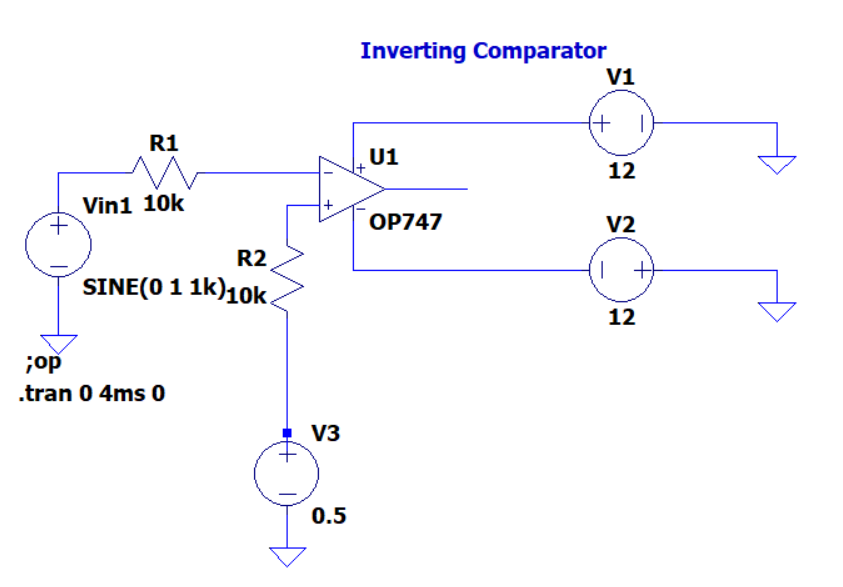 Inverting Comparator
V1
12
R1
10k
U1
OP747
Vin1
SINE(0 1 1k)
R2
10k
V2
12
;op
.tran 0 4ms 0
V3
0.5